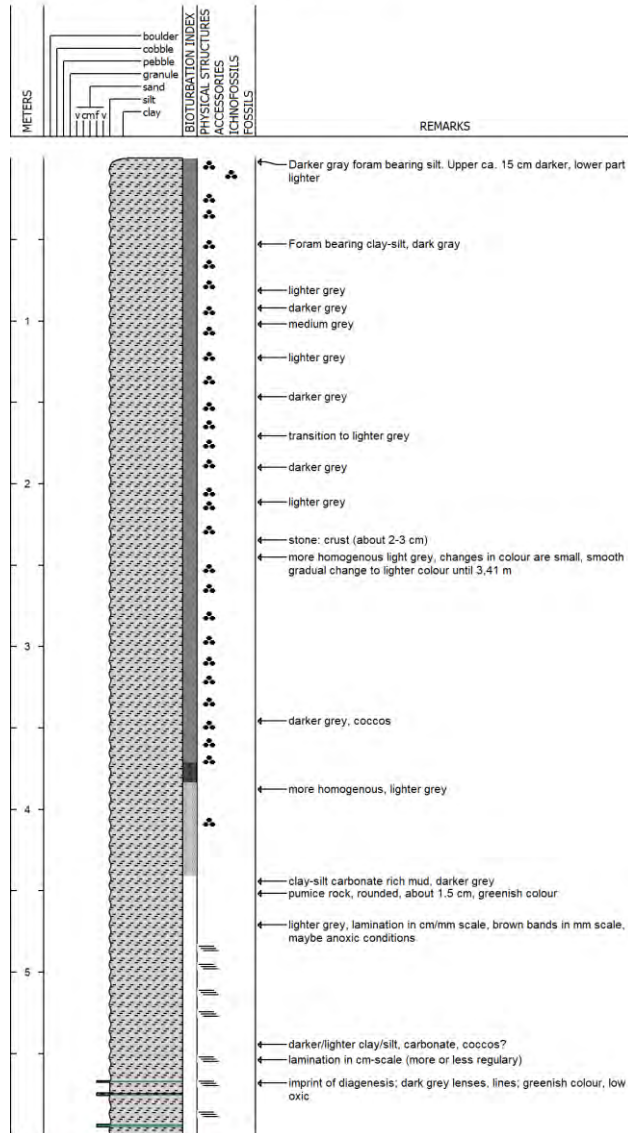 boulder
cobble
pebble
granule
sand
silt
vcmf v
clay
METERS
BIOTURBATION INDEX
PHYSICAL STRUCTURES
ACCESSORIES
ICHNOFOSSILS
FOSSILS
REMARKS
Darker gray foram bearing silt. Upper ca. 15 cm darker, lower part
lighter
Foram bearing clay-silt, dark gray
lighter grey
darker grey
1
medium grey
lighter grey
darker grey
transition to lighter grey
darker grey
2
lighter grey
stone: crust (about 2-3 cm)
more homogenous light grey, changes in colour are small, smooth
gradual change to lighter colour until 3,41 m
3
darker grey, coccos
more homogenous, lighter grey
4
clay-silt carbonate rich mud, darker grey
pumice rock, rounded, about 1.5 cm, greenish colour
lighter grey, lamination in cm/mm scale, brown bands in mm scale,
maybe anoxic conditions
5
darker/lighter clay/silt, carbonate, coccos?
lamination in cm-scale (more or less regulary)
imprint of diagenesis; dark grey lenses, lines; greenish colour, low
oxic